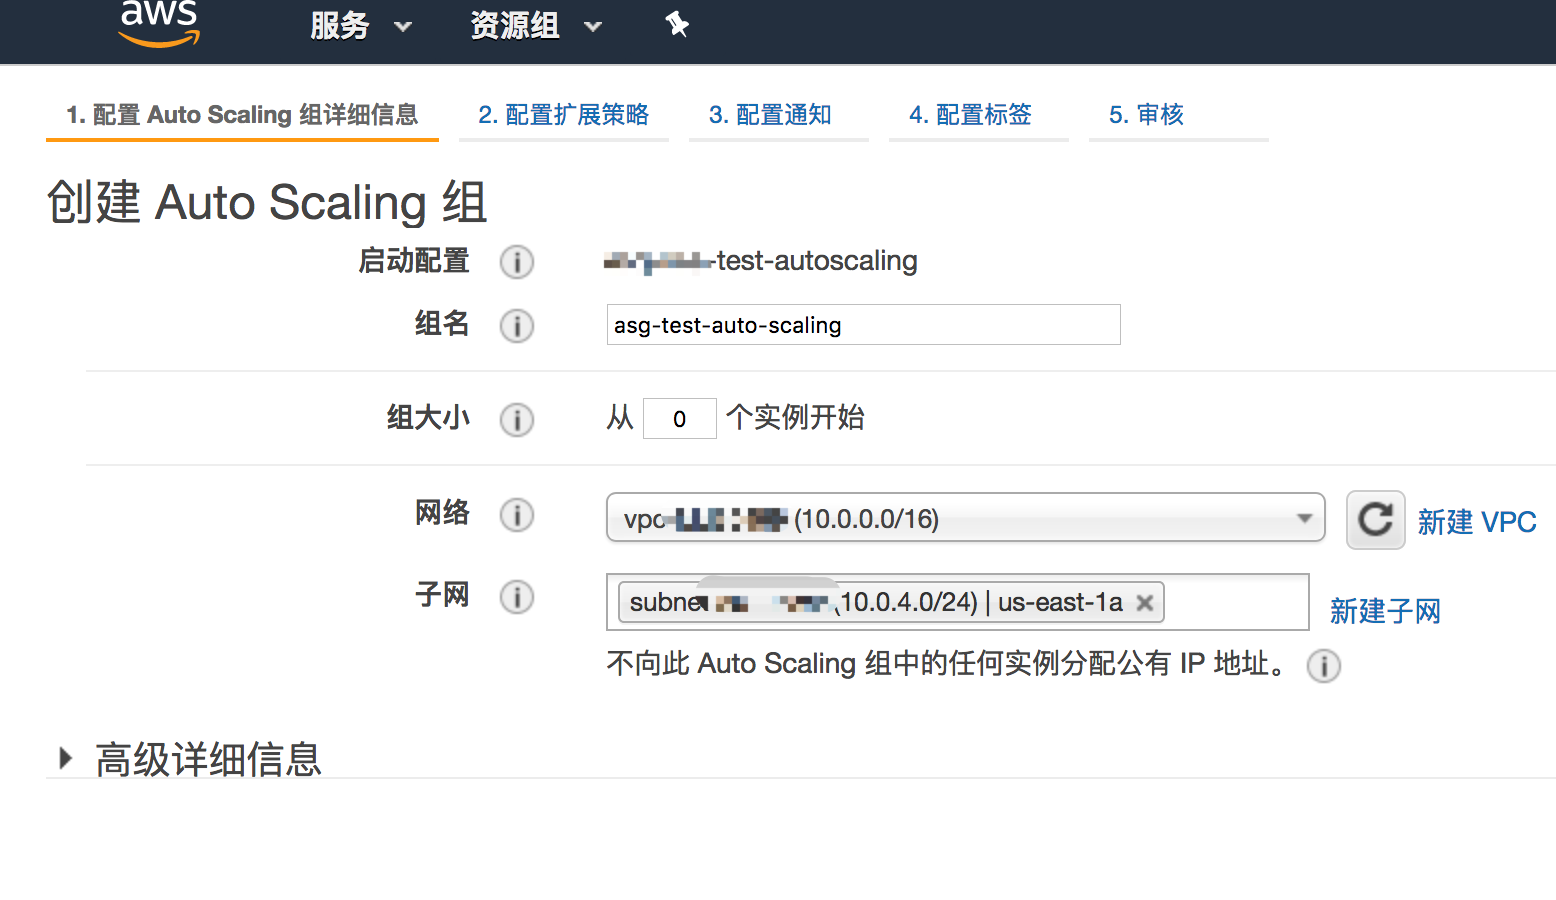 aws 服务 资源组
1. 配置 Auto Scaling 组详细信息 2. 配置扩展策略 3. 配置通知 4. 配置标签 5. 审核
创建 Auto Scaling 组
启动配置 -test-autoscaling
组名 asg-test-auto-scaling
组大小 从 0 个实例开始
网络 vpc (10.0.0.0/16) 新建 VPC
子网 subnet (10.0.4.0/24) | us-east-1a 新建子网
不向此 Auto Scaling 组中的任何实例分配公有 IP 地址。
高级详细信息